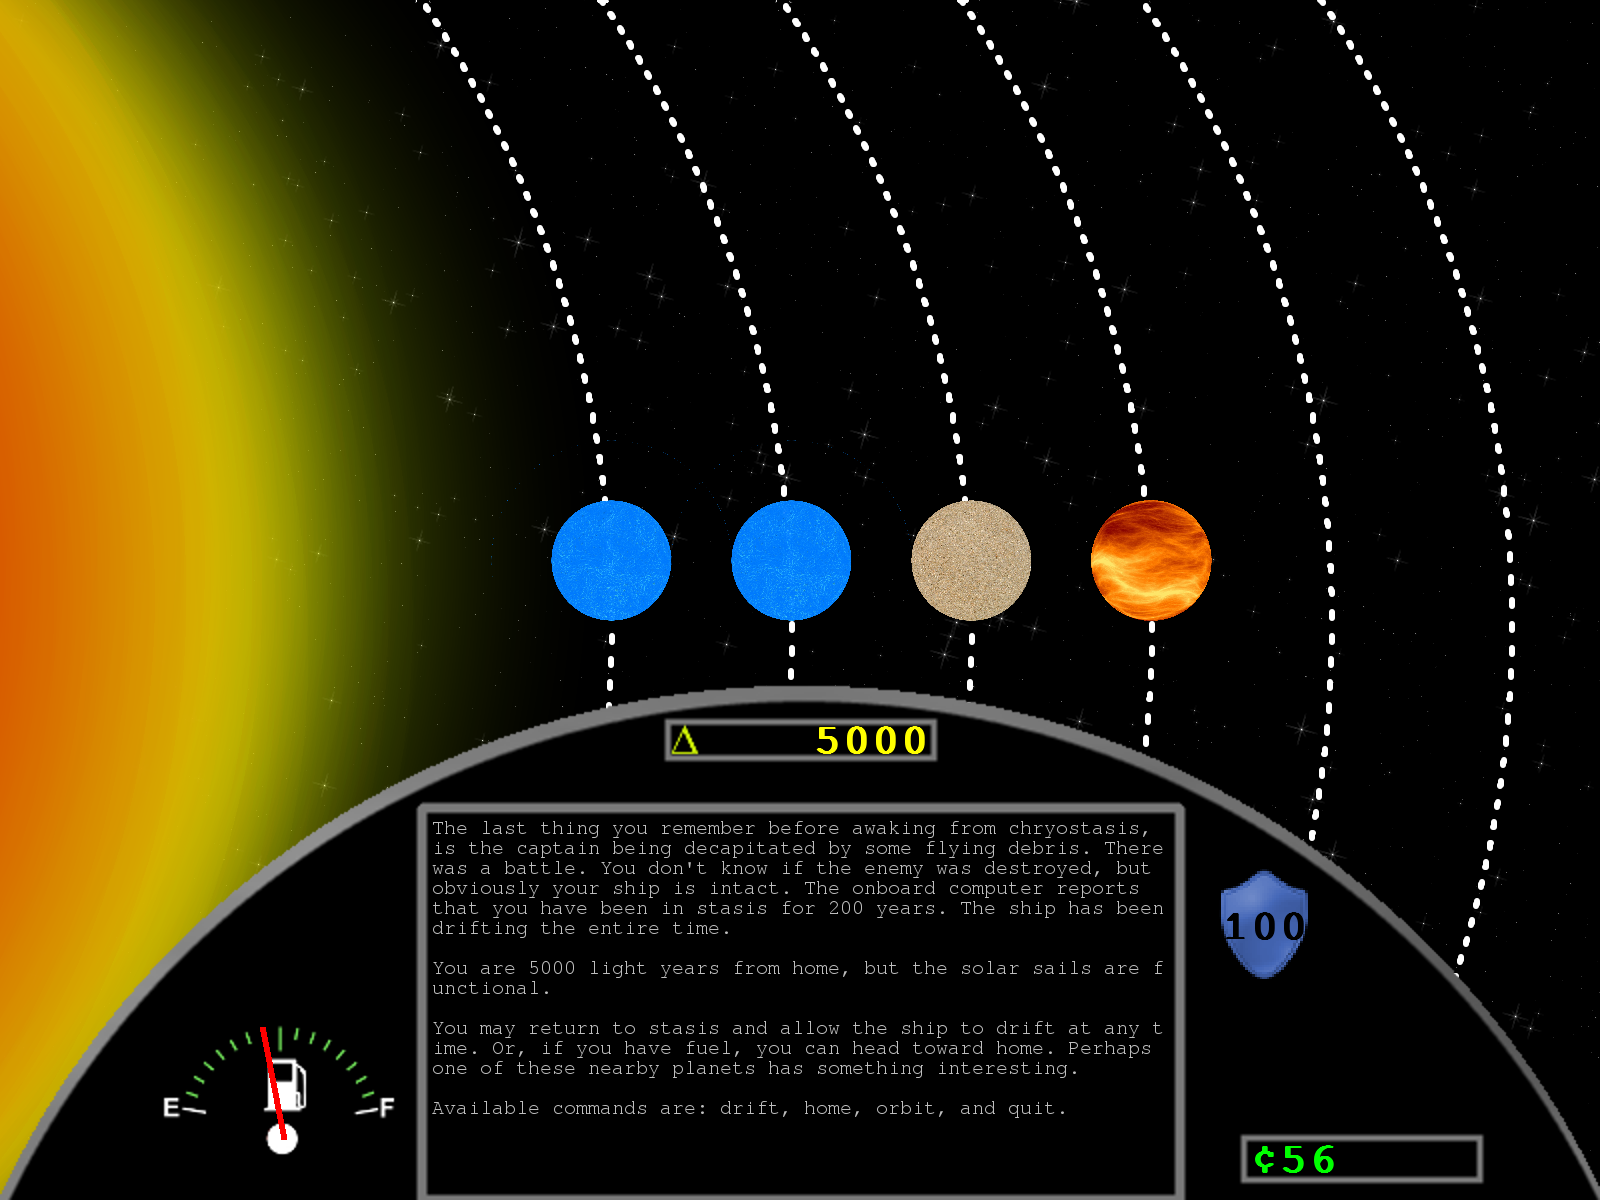 Δ 5000
The last thing you remember before awaking from chryostasis,
is the captain being decapitated by some flying debris. There
was a battle. You don't know if the enemy was destroyed, but
obviously your ship is intact. The onboard computer reports
that you have been in stasis for 200 years. The ship has been
drifting the entire time.
You are 5000 light years from home, but the solar sails are f
unctional.
You may return to stasis and allow the ship to drift at any t
ime. Or, if you have fuel, you can head toward home. Perhaps
one of these nearby planets has something interesting.
Available commands are: drift, home, orbit, and quit.
100
E F
¢56